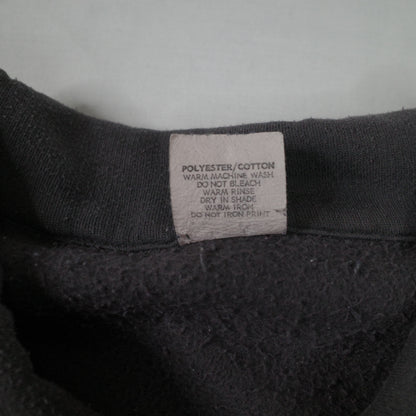 POLYESTER/COTTON
WARM MACHINE WASH
DO NOT BLEACH
WARM RINSE
DRY IN SHADE
WARM IRON
DO NOT IRON PRINT